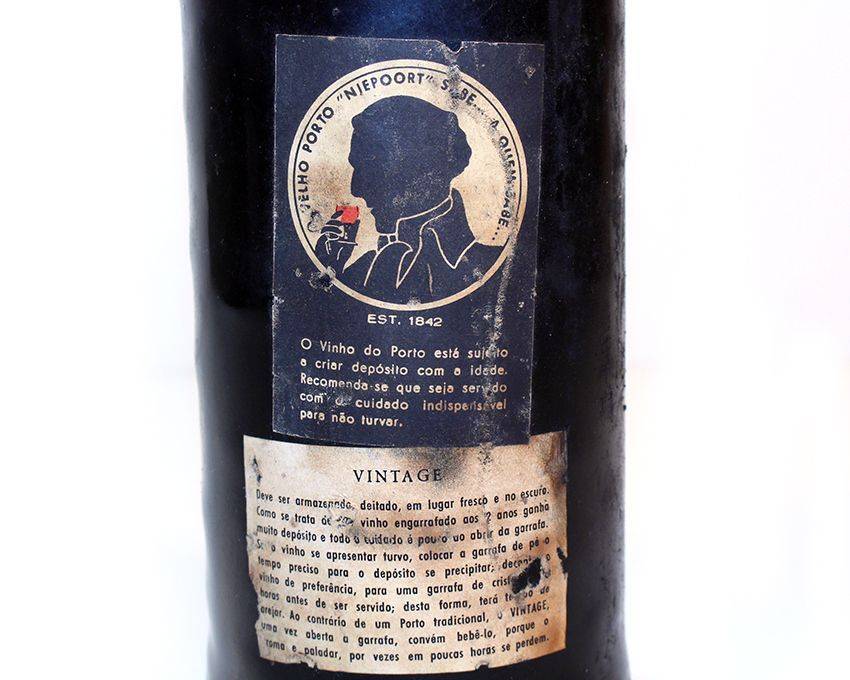 VELHO PORTO "NIEPOORT" SABE... A QUEM SABE...
EST. 1842
O Vinho do Porto está sujeito
a criar depósito com a idade.
Recomenda-se que seja servido
com o cuidado indispensável
para não turvar.
VINTAGE
Deve ser armazenado, deitado, em lugar fresco e no escuro.
Como se trata de um vinho engarrafado aos 2 anos ganha
muito depósito e todo o cuidado é pouco ao abrir da garrafa.
Se o vinho se apresentar turvo, colocar a garrafa de pé o
tempo preciso para o depósito se precipitar;
vinho de preferência, para uma garrafa de
horas antes de ser servido; desta forma, terá tempo de
arejar. Ao contrário de um Porto tradicional, o VINTAGE,
uma vez aberta a garrafa, convém bebê-lo, porque o
aroma e paladar, por vezes em poucas horas se perdem.